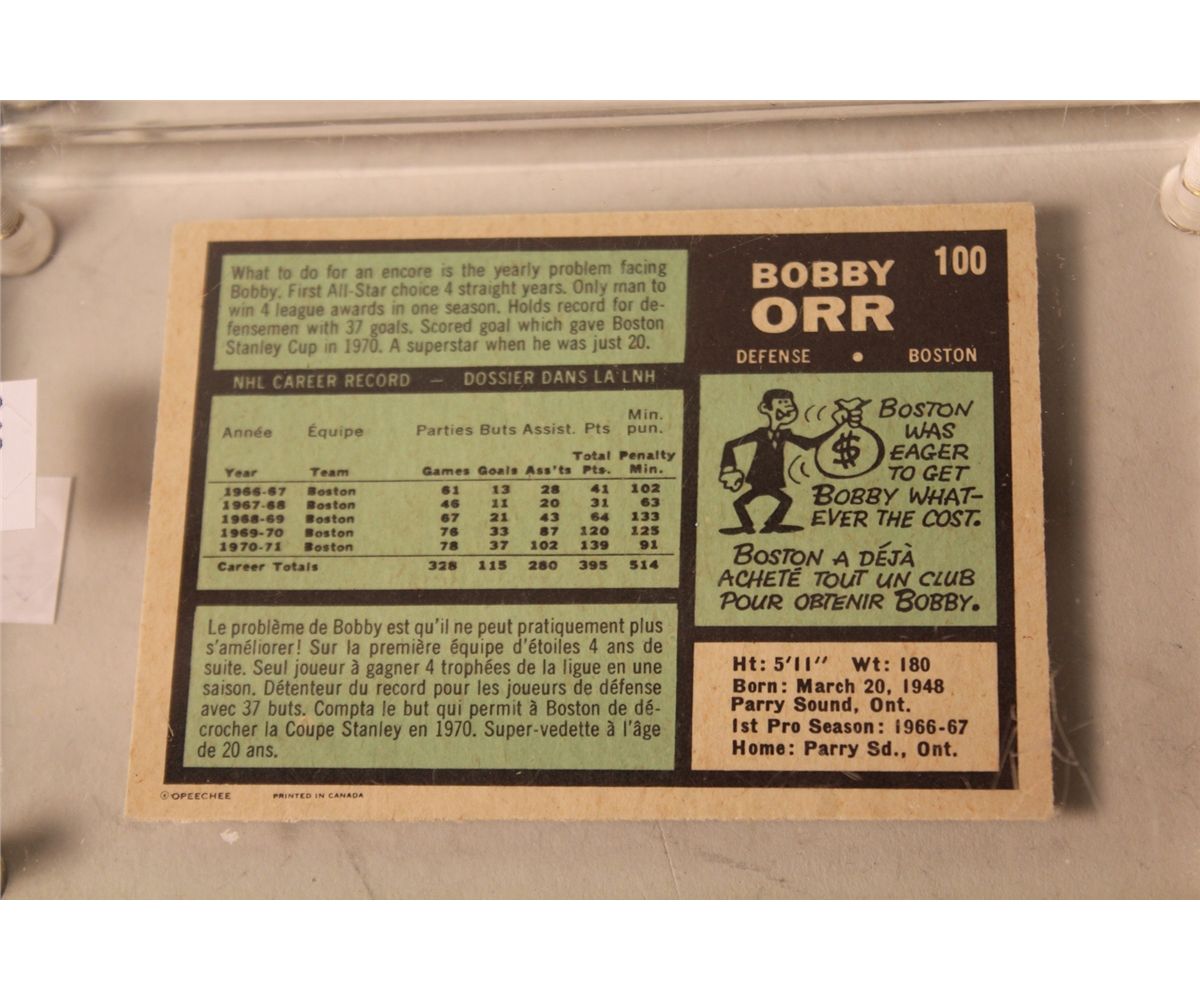 What to do for an encore is the yearly problem facing
Bobby. First All-Star choice 4 straight years. Only man to
win 4 league awards in one season. Holds record for de-
fensemen with 37 goals. Scored goal which gave Boston
Stanley Cup in 1970. A superstar when he was just 20.
NHL CAREER RECORD — DOSSIER DANS LA LNH
Année Équipe Parties Buts Assist. Pts Min. pun.
Year Team Games Goals Ass'ts Total Pts. Penalty Min.
1966-67 Boston 61 13 28 41 102
1967-68 Boston 46 11 20 31 63
1968-69 Boston 67 21 43 64 133
1969-70 Boston 76 33 87 120 125
1970-71 Boston 78 37 102 139 91
Career Totals 328 115 280 395 514
Le problème de Bobby est qu'il ne peut pratiquement plus
s'améliorer! Sur la première équipe d'étoiles 4 ans de
suite. Seul joueur à gagner 4 trophées de la ligue en une
saison. Détenteur du record pour les joueurs de défense
avec 37 buts. Compta le but qui permit à Boston de dé-
crocher la Coupe Stanley en 1970. Super-vedette à l'âge
de 20 ans.
BOBBY 100
ORR
DEFENSE • BOSTON
$
BOSTON
WAS
EAGER
TO GET
BOBBY WHAT-
EVER THE COST.
BOSTON A DÉJÀ
ACHETÉ TOUT UN CLUB
POUR OBTENIR BOBBY.
Ht: 5'11" Wt: 180
Born: March 20, 1948
Parry Sound, Ont.
1st Pro Season: 1966-67
Home: Parry Sd., Ont.
OPEECHEE PRINTED IN CANADA